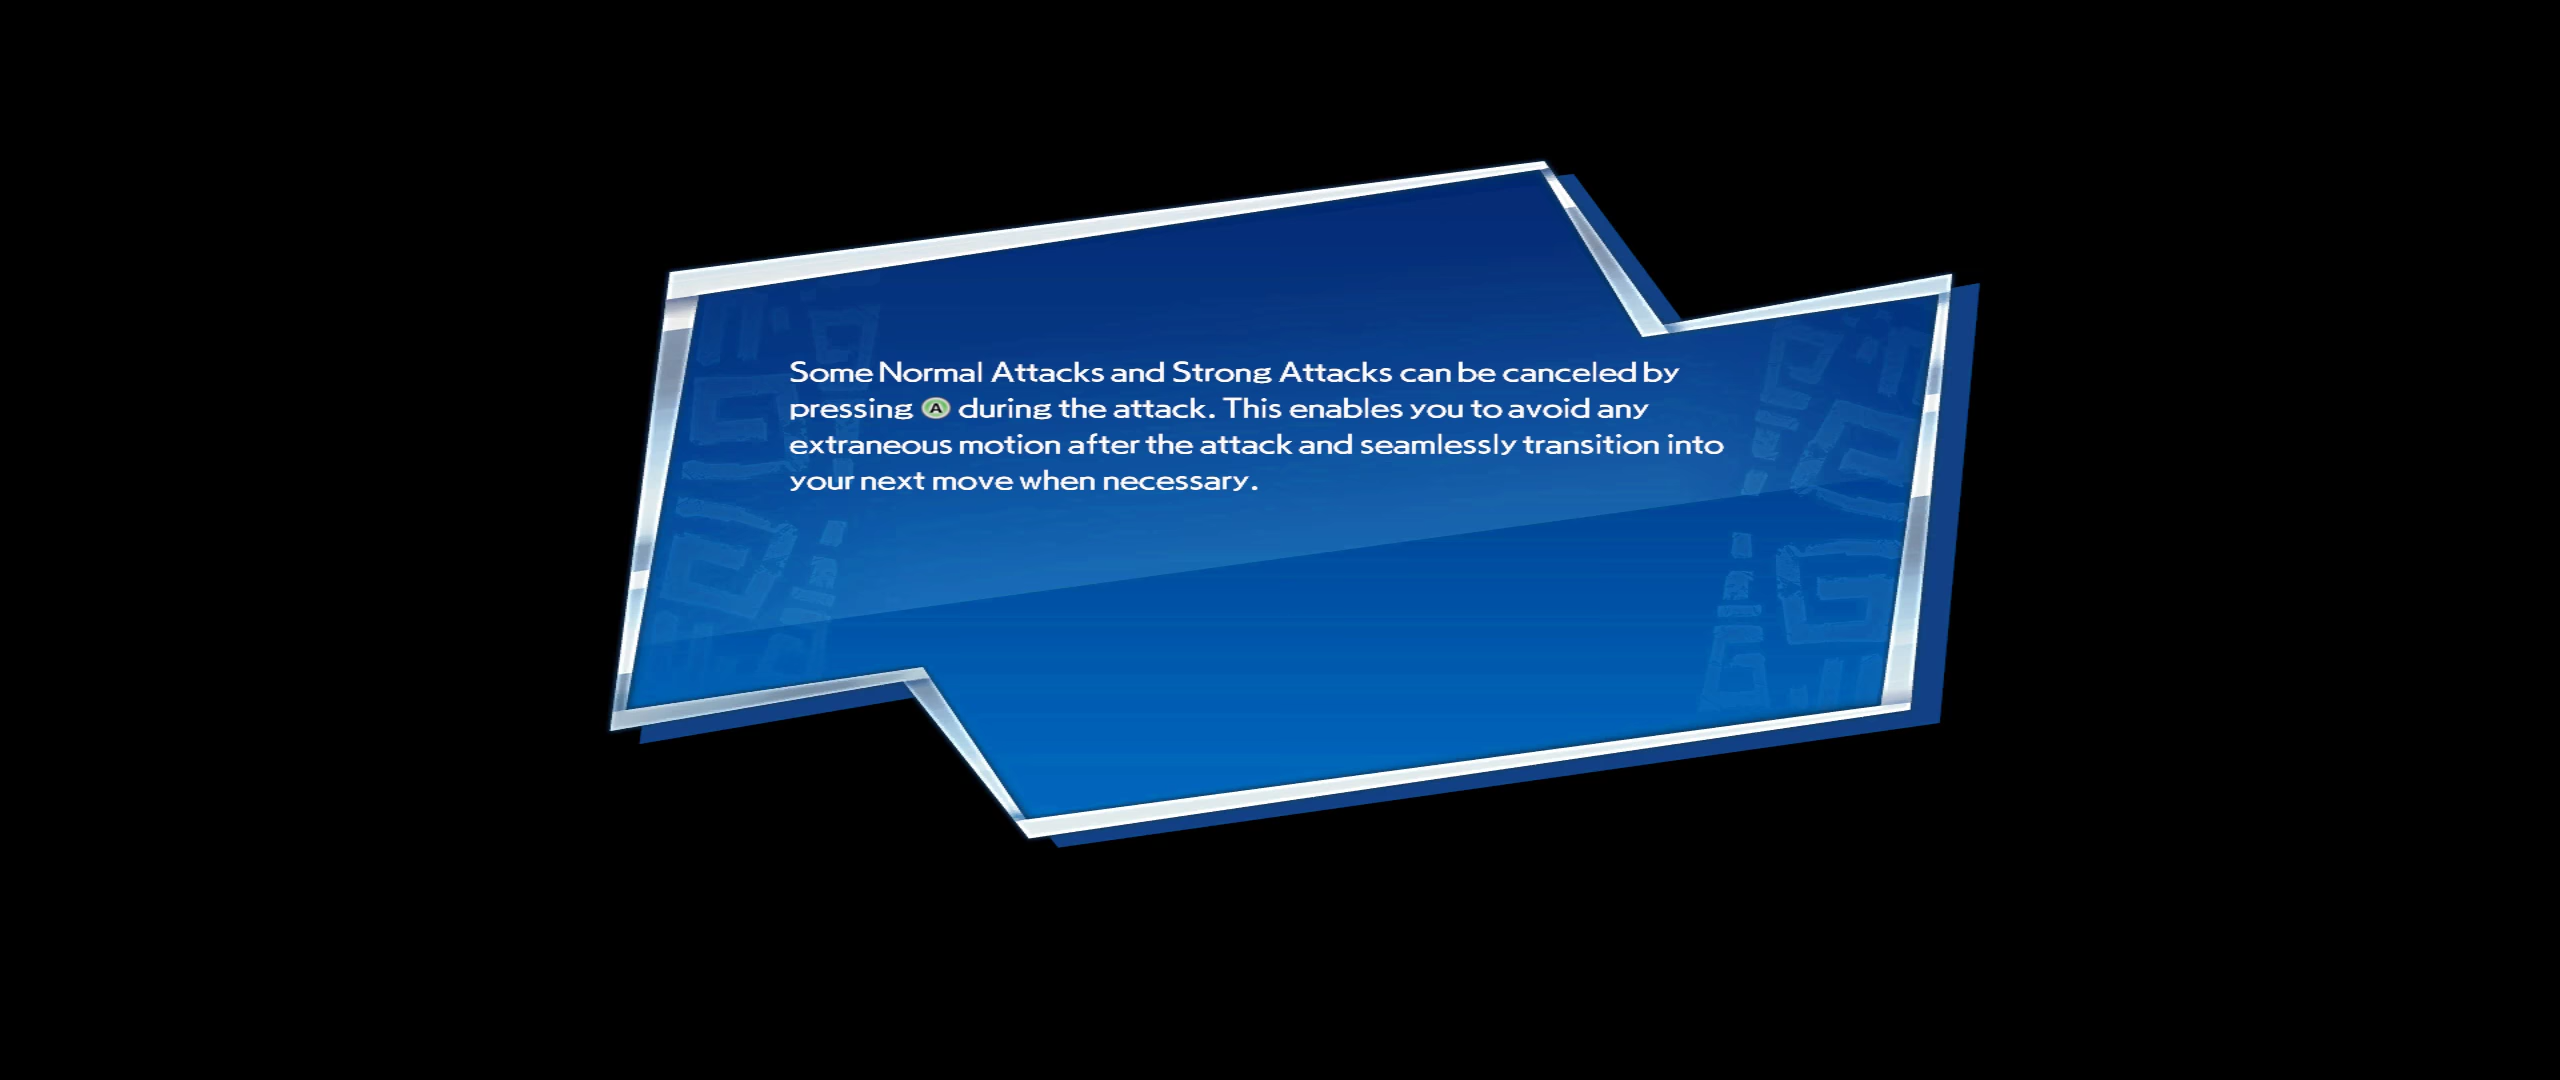 Some Normal Attacks and Strong Attacks can be canceled by
pressing A during the attack. This enables you to avoid any
extraneous motion after the attack and seamlessly transition into
your next move when necessary.